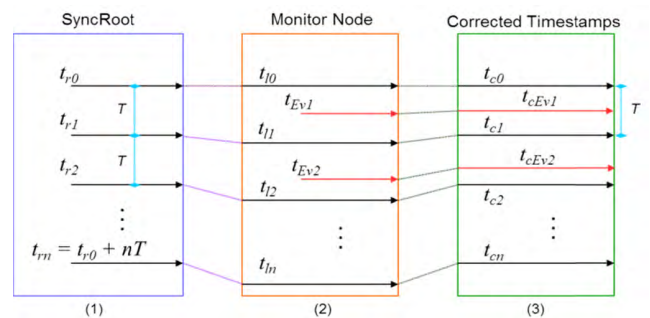 SyncRoot
t_r0
T
t_r1
T
t_r2
⋮
t_rn = t_r0 + nT
(1)
Monitor Node
t_l0
t_Ev1
t_l1
t_Ev2
t_l2
⋮
t_ln
(2)
Corrected Timestamps
t_c0
t_cEv1
T
t_c1
t_cEv2
t_c2
⋮
t_cn
(3)